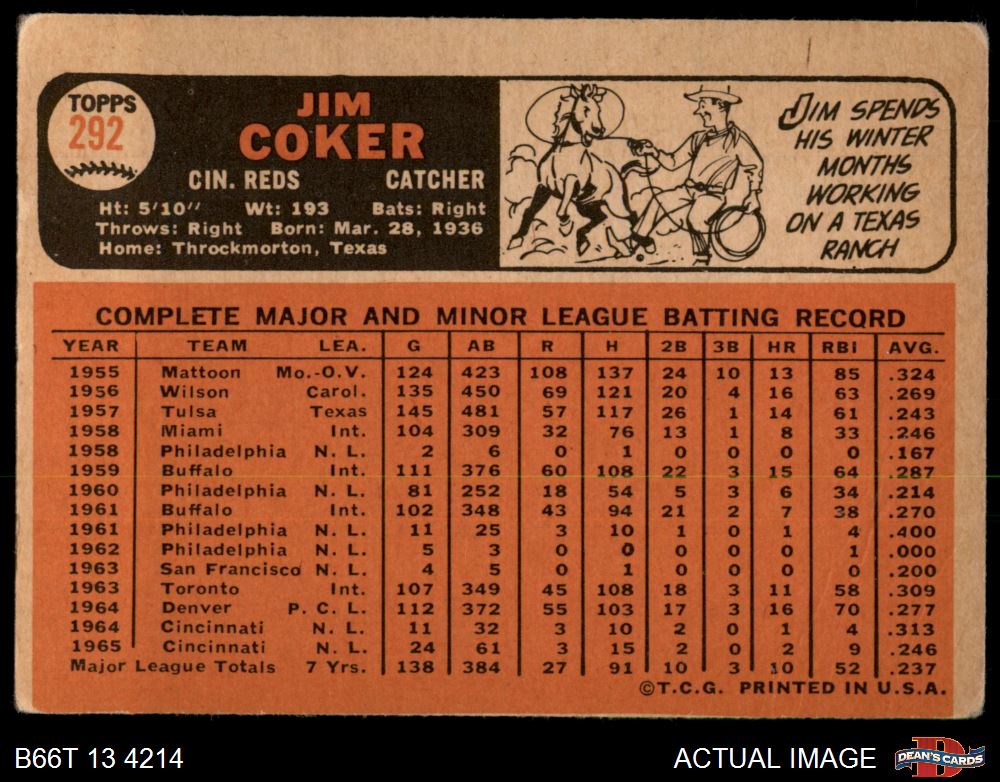 TOPPS
292
JIM
COKER
CIN. REDS CATCHER
Ht: 5'10" Wt: 193 Bats: Right
Throws: Right Born: Mar. 28, 1936
Home: Throckmorton, Texas
JIM SPENDS
HIS WINTER
MONTHS
WORKING
ON A TEXAS
RANCH
COMPLETE MAJOR AND MINOR LEAGUE BATTING RECORD
YEAR TEAM LEA. G AB R H 2B 3B HR RBI AVG.
1955 Mattoon Mo.-O.V. 124 423 108 137 24 10 13 85 .324
1956 Wilson Carol. 135 450 69 121 20 4 16 63 .269
1957 Tulsa Texas 145 481 57 117 26 1 14 61 .243
1958 Miami Int. 104 309 32 76 13 1 8 33 .246
1958 Philadelphia N. L. 2 6 0 1 0 0 0 0 .167
1959 Buffalo Int. 111 376 60 108 22 3 15 64 .287
1960 Philadelphia N. L. 81 252 18 54 5 3 6 34 .214
1961 Buffalo Int. 102 348 43 94 21 2 7 38 .270
1961 Philadelphia N. L. 11 25 3 10 1 0 1 4 .400
1962 Philadelphia N. L. 5 3 0 0 0 0 0 1 .000
1963 San Francisco N. L. 4 5 0 1 0 0 0 0 .200
1963 Toronto Int. 107 349 45 108 18 3 11 58 .309
1964 Denver P. C. L. 112 372 55 103 17 3 16 70 .277
1964 Cincinnati N. L. 11 32 3 10 2 0 1 4 .313
1965 Cincinnati N. L. 24 61 3 15 2 0 2 9 .246
Major League Totals 7 Yrs. 138 384 27 91 10 3 10 52 .237
©T.C.G. PRINTED IN U.S.A.
B66T 13 4214 ACTUAL IMAGE
DEAN'S CARDS